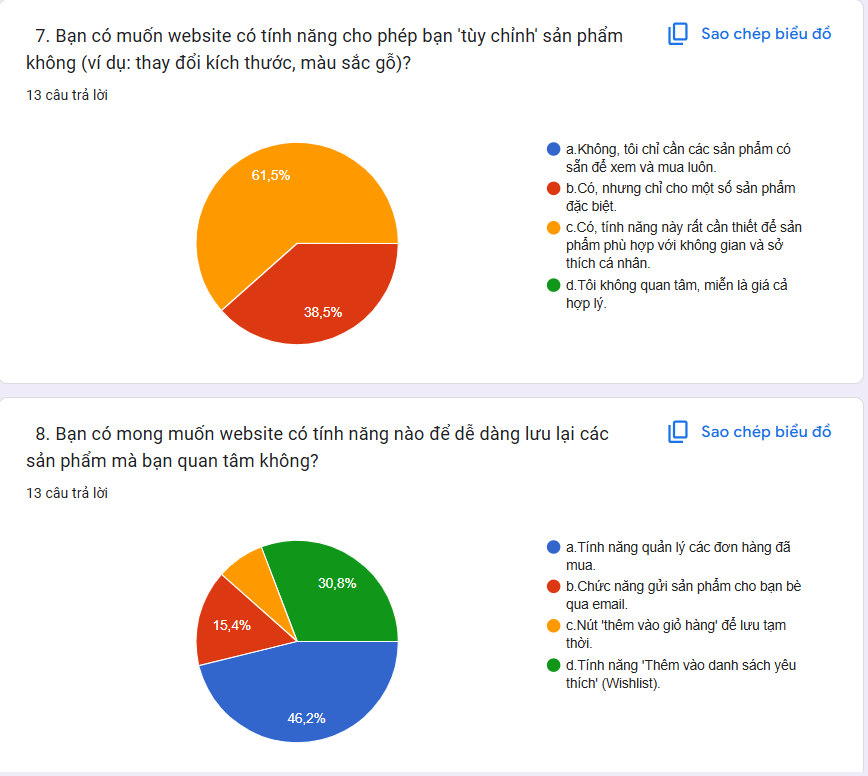 7. Bạn có muốn website có tính năng cho phép bạn 'tùy chỉnh' sản phẩm
không (ví dụ: thay đổi kích thước, màu sắc gỗ)?
Sao chép biểu đồ
13 câu trả lời
61,5%
38,5%
a.Không, tôi chỉ cần các sản phẩm có
sẵn để xem và mua luôn.
b.Có, nhưng chỉ cho một số sản phẩm
đặc biệt.
c.Có, tính năng này rất cần thiết để sản
phẩm phù hợp với không gian và sở
thích cá nhân.
d.Tôi không quan tâm, miễn là giá cả
hợp lý.
8. Bạn có mong muốn website có tính năng nào để dễ dàng lưu lại các
sản phẩm mà bạn quan tâm không?
Sao chép biểu đồ
13 câu trả lời
30,8%
15,4%
46,2%
a.Tính năng quản lý các đơn hàng đã
mua.
b.Chức năng gửi sản phẩm cho bạn bè
qua email.
c.Nút 'thêm vào giỏ hàng' để lưu tạm
thời.
d.Tính năng 'Thêm vào danh sách yêu
thích' (Wishlist).